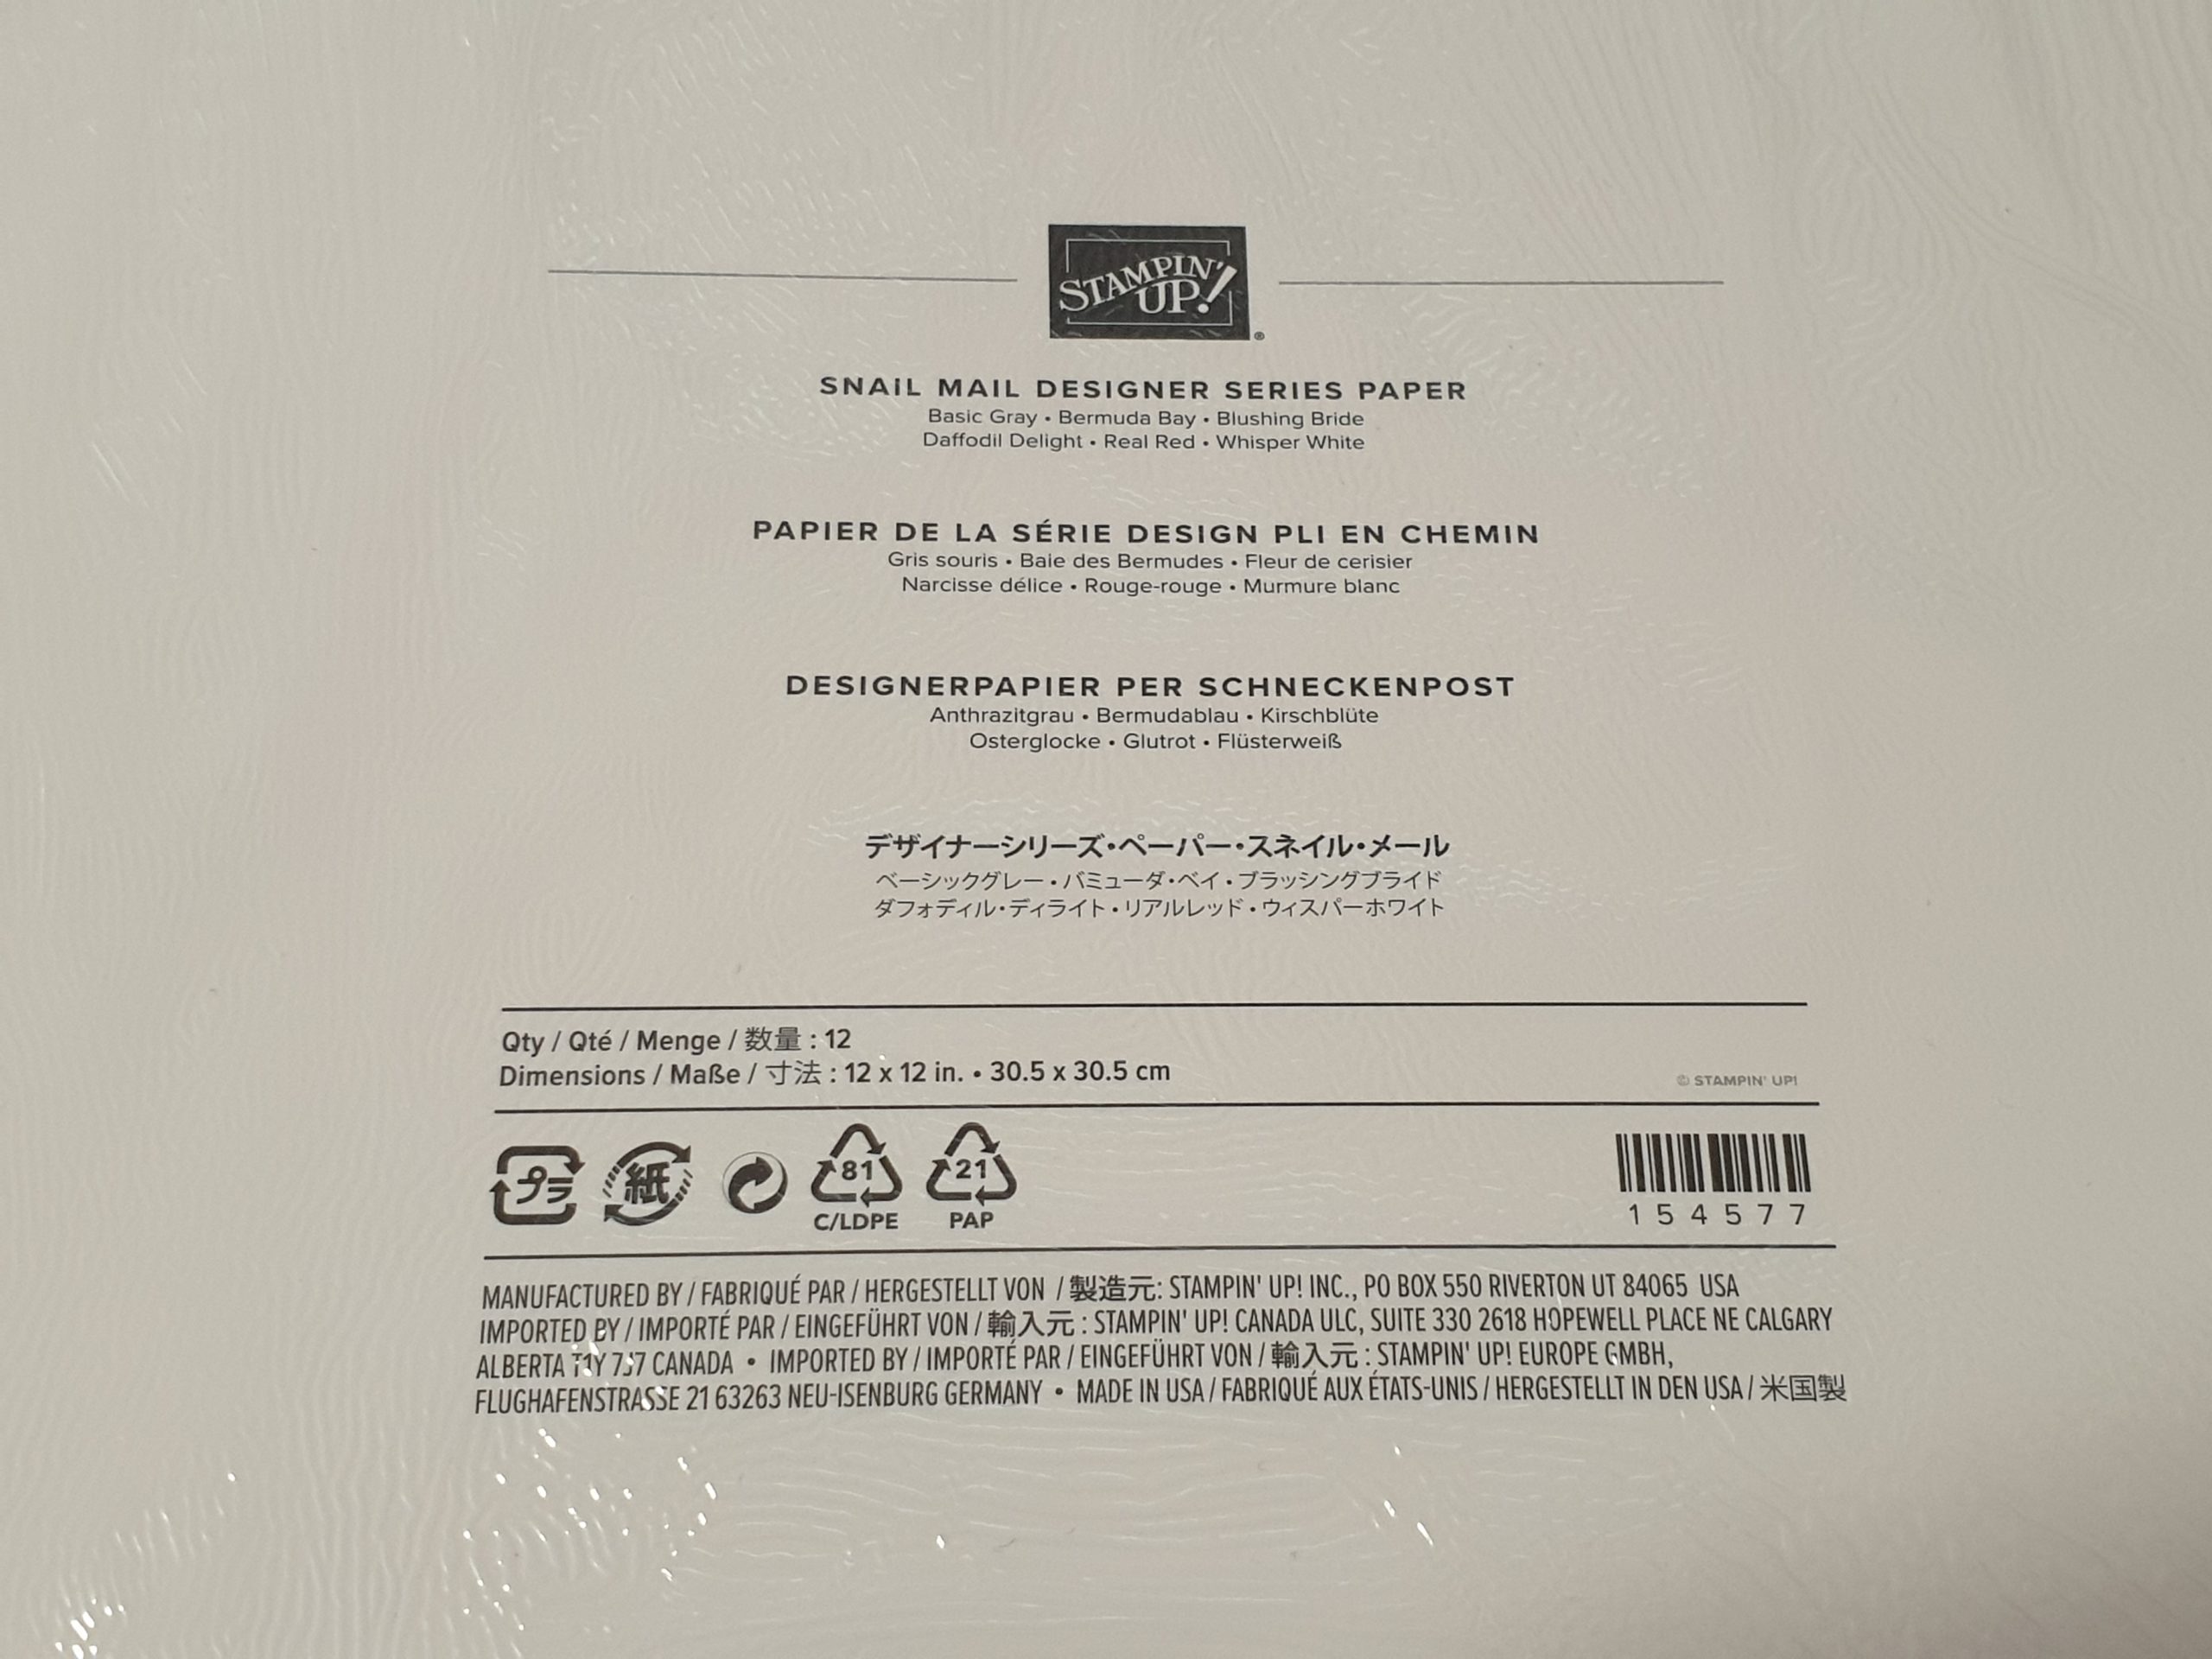 STAMPIN' UP!®
SNAIL MAIL DESIGNER SERIES PAPER
Basic Gray • Bermuda Bay • Blushing Bride
Daffodil Delight • Real Red • Whisper White
PAPIER DE LA SÉRIE DESIGN PLI EN CHEMIN
Gris souris • Baie des Bermudes • Fleur de cerisier
Narcisse délice • Rouge-rouge • Murmure blanc
DESIGNERPAPIER PER SCHNECKENPOST
Anthrazitgrau • Bermudablau • Kirschblüte
Osterglocke • Glutrot • Flüsterweiß
デザイナーシリーズ・ペーパー・スネイル・メール
ベーシックグレー・バミューダ・ベイ・ブラッシングブライド
ダフォディル・ディライト・リアルレッド・ウィスパーホワイト
Qty / Qté / Menge / 数量 : 12
Dimensions / Maße / 寸法 : 12 x 12 in. • 30.5 x 30.5 cm
© STAMPIN' UP!
プラ 紙 81 21
C/LDPE PAP
154577
MANUFACTURED BY / FABRIQUÉ PAR / HERGESTELLT VON / 製造元: STAMPIN' UP! INC., PO BOX 550 RIVERTON UT 84065 USA
IMPORTED BY / IMPORTÉ PAR / EINGEFÜHRT VON / 輸入元 : STAMPIN' UP! CANADA ULC, SUITE 330 2618 HOPEWELL PLACE NE CALGARY
ALBERTA T1Y 7J7 CANADA • IMPORTED BY / IMPORTÉ PAR / EINGEFÜHRT VON / 輸入元 : STAMPIN' UP! EUROPE GMBH,
FLUGHAFENSTRASSE 21 63263 NEU-ISENBURG GERMANY • MADE IN USA / FABRIQUÉ AUX ÉTATS-UNIS / HERGESTELLT IN DEN USA / 米国製